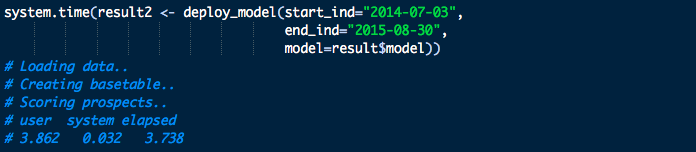 system.time(result2 <- deploy_model(start_ind="2014-07-03",
end_ind="2015-08-30",
model=result$model))
# Loading data..
# Creating basetable..
# Scoring prospects..
# user  system elapsed
# 3.862   0.032   3.738